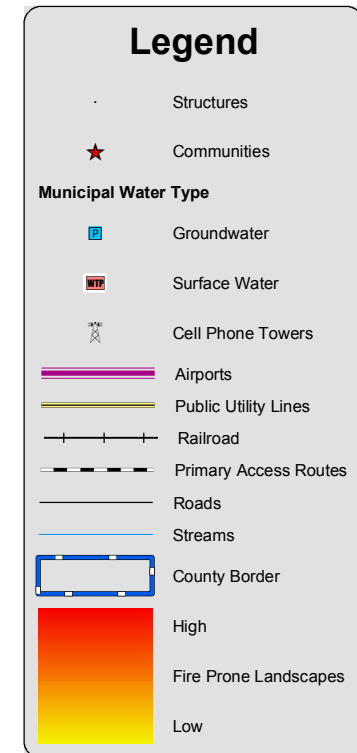 Legend
Structures
Communities
Municipal Water Type
P Groundwater
WTP Surface Water
Cell Phone Towers
Airports
Public Utility Lines
Railroad
Primary Access Routes
Roads
Streams
County Border
High
Fire Prone Landscapes
Low